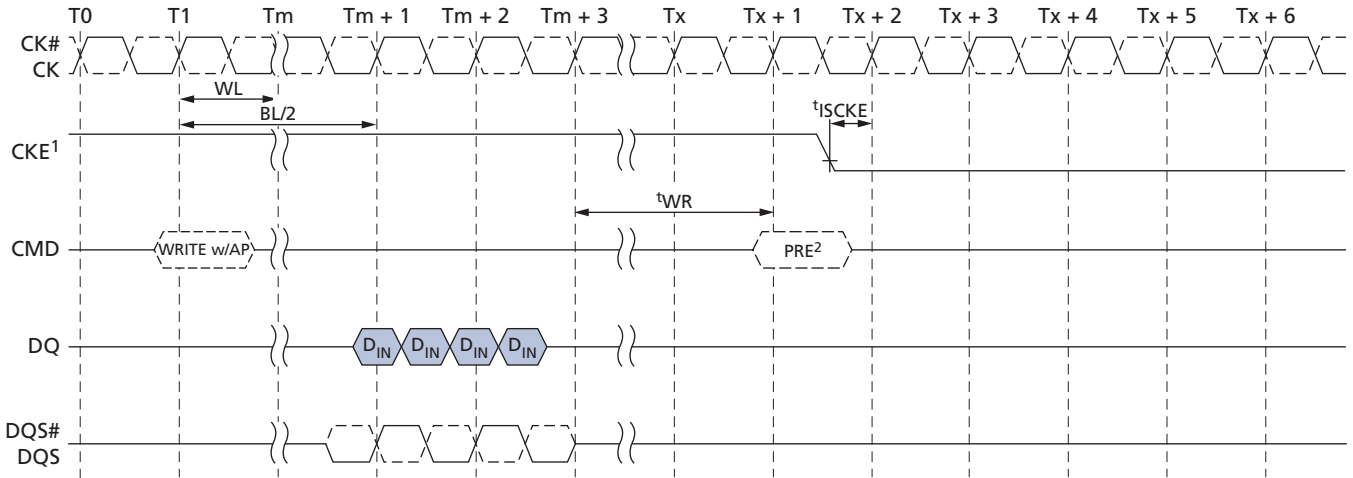 T0 T1 Tm Tm + 1 Tm + 2 Tm + 3 Tx Tx + 1 Tx + 2 Tx + 3 Tx + 4 Tx + 5 Tx + 6
CK#
CK
WL
BL/2
tISCKE
CKE1
tWR
CMD WRITE w/AP PRE2
DQ DIN DIN DIN DIN
DQS#
DQS